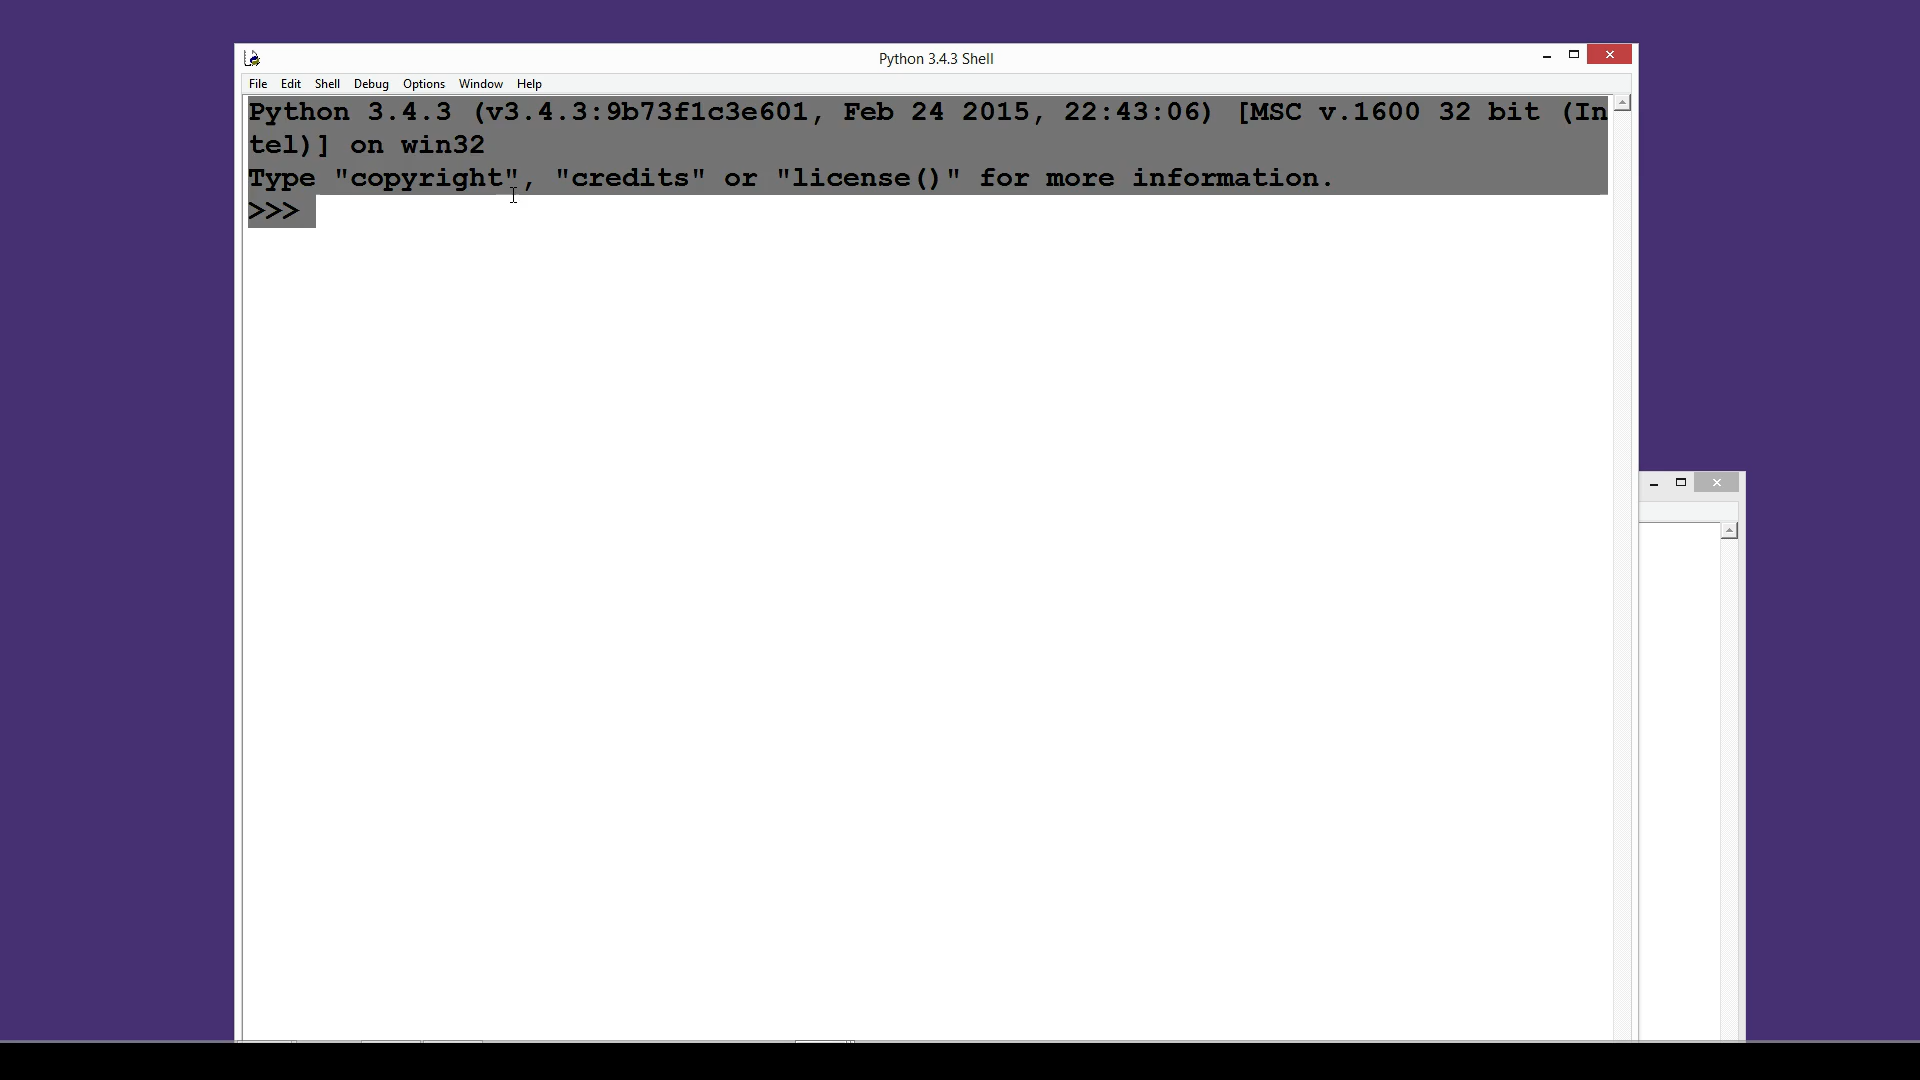 Python 3.4.3 Shell
File Edit Shell Debug Options Window Help
Python 3.4.3 (v3.4.3:9b73f1c3e601, Feb 24 2015, 22:43:06) [MSC v.1600 32 bit (In
tel)] on win32
Type "copyright", "credits" or "license()" for more information.
>>>